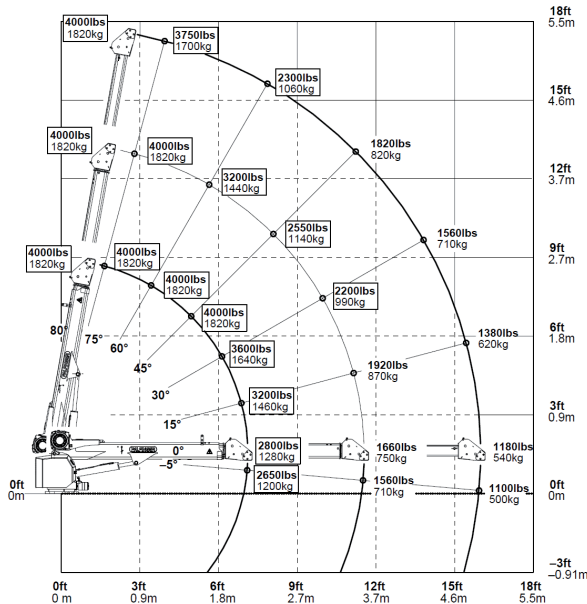 18ft
5.5m
4000lbs
1820kg
3750lbs
1700kg
2300lbs
1060kg
15ft
4.6m
4000lbs
1820kg
4000lbs
1820kg
1820lbs
820kg
3200lbs
1440kg
12ft
3.7m
2550lbs
1140kg
1560lbs
710kg
9ft
2.7m
4000lbs
1820kg
4000lbs
1820kg
4000lbs
1820kg
2200lbs
990kg
4000lbs
1820kg
1380lbs
620kg
6ft
1.8m
80°
75°
60°
45°
30°
15°
3600lbs
1640kg
1920lbs
870kg
3200lbs
1460kg
3ft
0.9m
0°
–5°
2800lbs
1280kg
1660lbs
750kg
1180lbs
540kg
2650lbs
1200kg
1560lbs
710kg
1100lbs
500kg
0ft
0m
0ft
0m
–3ft
–0.91m
0ft
0 m
3ft
0.9m
6ft
1.8m
9ft
2.7m
12ft
3.7m
15ft
4.6m
18ft
5.5m